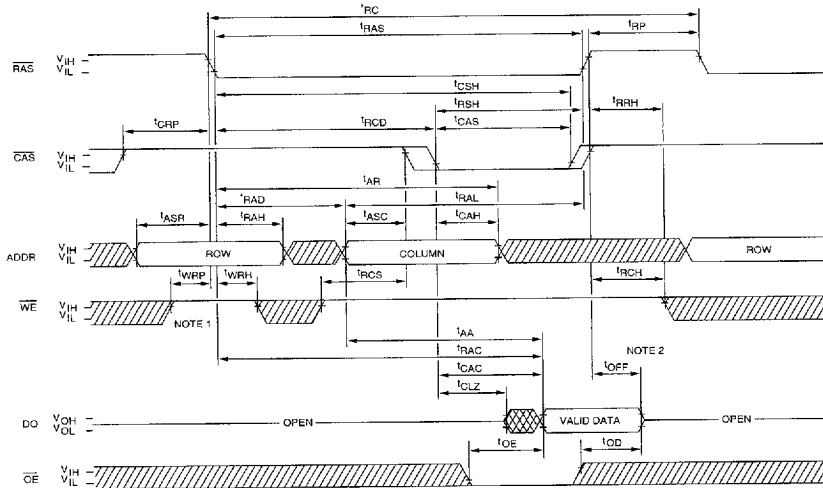 tRC
tRAS
tRP
RAS VIH
VIL
tCSH
tRSH
tRRH
tCRP
tRCD
tCAS
CAS VIH
VIL
tAR
tRAD
tRAL
tASR
tRAH
tASC
tCAH
ADDR VIH
VIL
ROW
COLUMN
ROW
tWRP
tWRH
tRCS
tRCH
WE VIH
VIL
NOTE 1
tAA
tRAC
NOTE 2
tCAC
tOFF
tCLZ
DQ VOH
VOL
OPEN
VALID DATA
OPEN
tOE
tOD
OE VIH
VIL